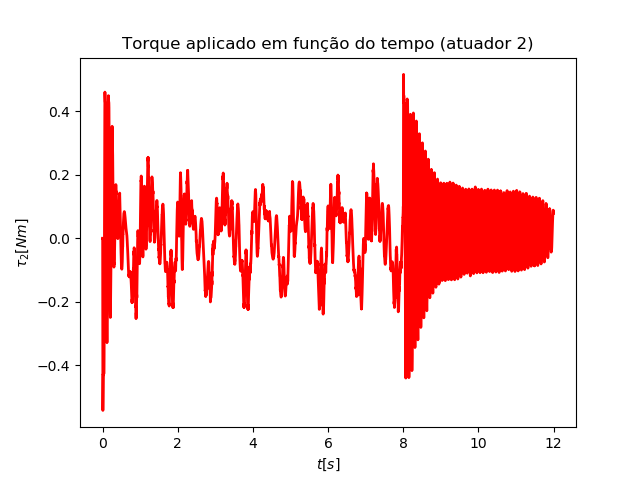 Torque aplicado em função do tempo (atuador 2)
0.4
0.2
0.0
−0.2
−0.4
τ₂[Nm]
0 2 4 6 8 10 12
t[s]